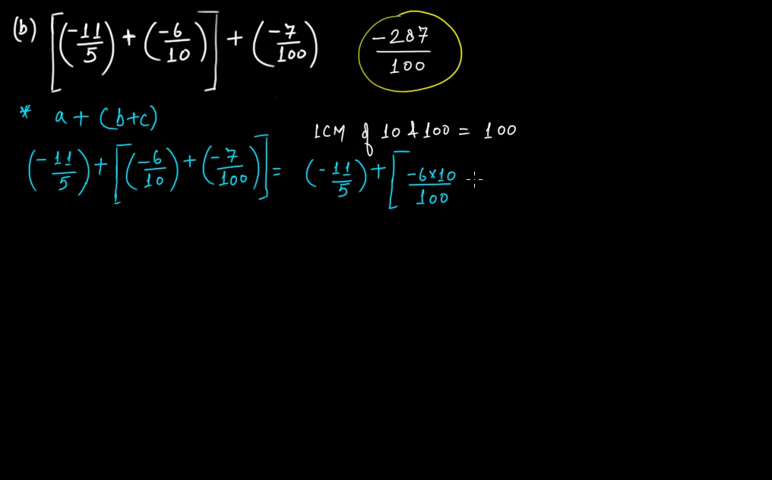 (b) [(-11/5) + (-6/10)] + (-7/100) -287/100
* a + (b+c)
LCM of 10 & 100 = 100
(-11/5) + [(-6/10) + (-7/100)] = (-11/5) + [-6×10/100